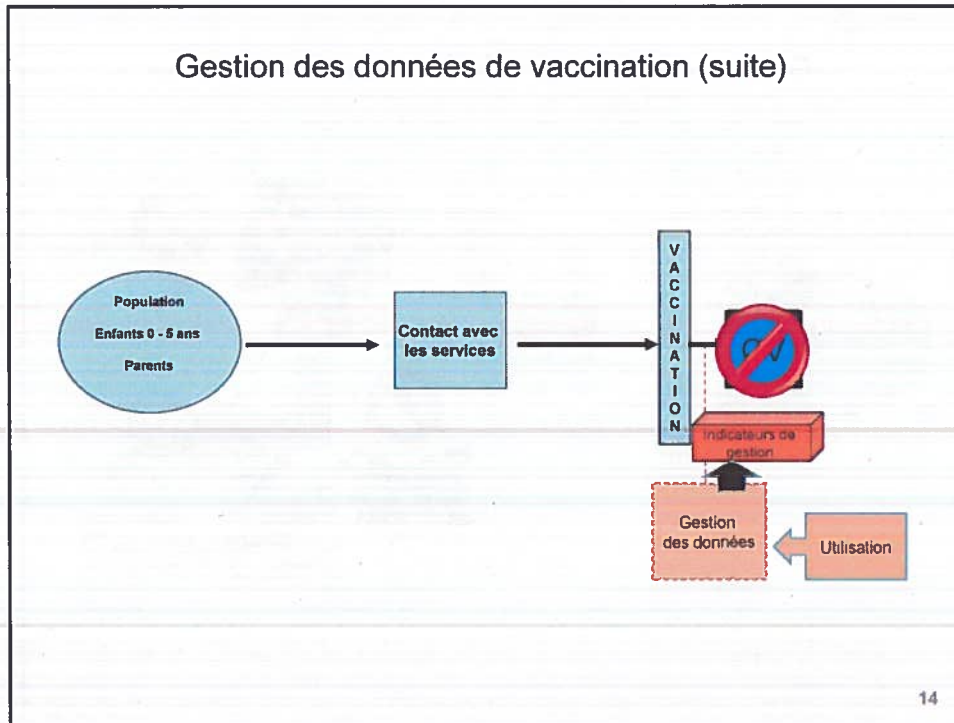 Gestion des données de vaccination (suite)
Population
Enfants 0 - 5 ans
Parents
Contact avec
les services
VACCINATION
CV
Indicateurs de
gestion
Gestion
des données
Utilisation
14